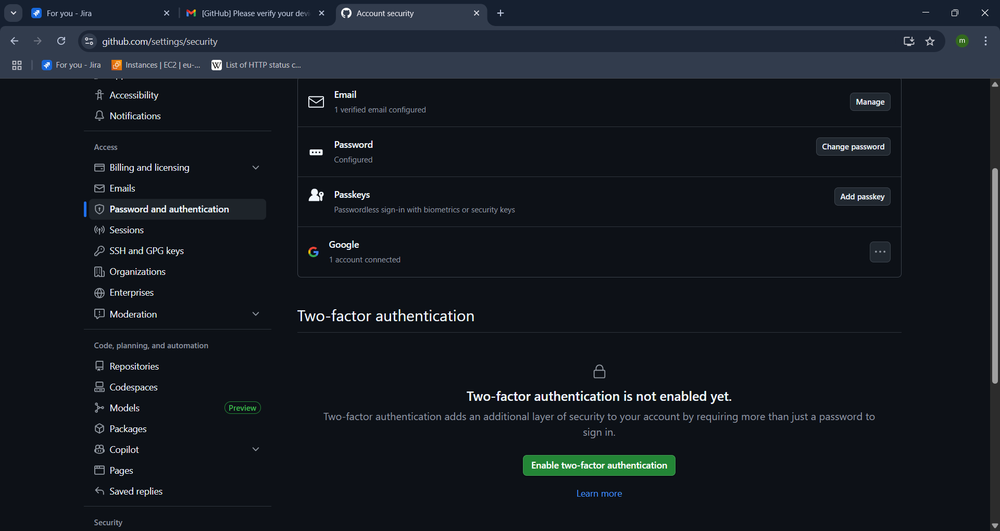 For you - Jira
[GitHub] Please verify your devi
Account security
github.com/settings/security
m
For you - Jira
Instances | EC2 | eu-...
W
List of HTTP status c...
Accessibility
Notifications
Access
Billing and licensing
Emails
Password and authentication
Sessions
SSH and GPG keys
Organizations
Enterprises
Moderation
Code, planning, and automation
Repositories
Codespaces
Models
Preview
Packages
Copilot
Pages
Saved replies
Security
Email
1 verified email configured
Manage
Password
Configured
Change password
Passkeys
Passwordless sign-in with biometrics or security keys
Add passkey
Google
1 account connected
Two-factor authentication
Two-factor authentication is not enabled yet.
Two-factor authentication adds an additional layer of security to your account by requiring more than just a password to
sign in.
Enable two-factor authentication
Learn more